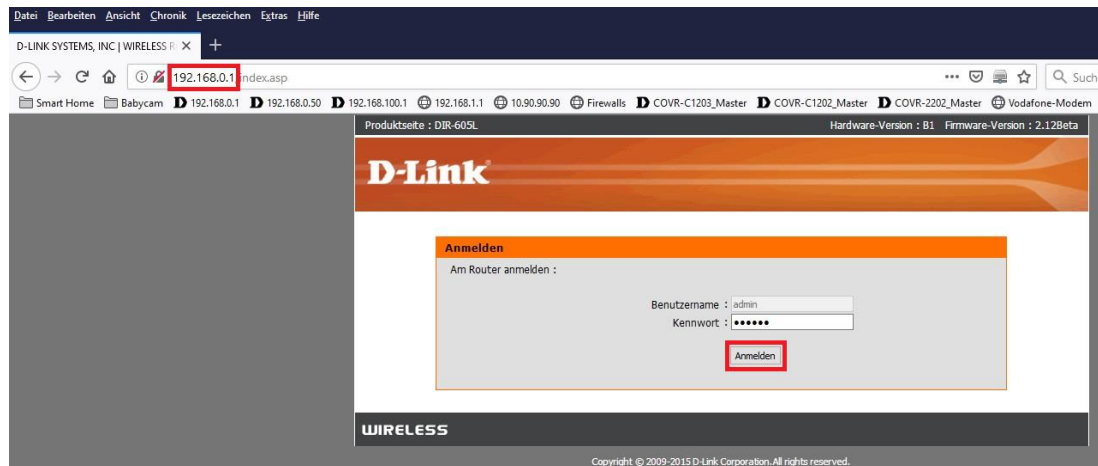 Datei Bearbeiten Ansicht Chronik Lesezeichen Extras Hilfe
D-LINK SYSTEMS, INC | WIRELESS R
192.168.0.1/index.asp
Such
Smart Home Babycam 192.168.0.1 192.168.0.50 192.168.100.1 192.168.1.1 10.90.90.90 Firewalls COVR-C1203_Master COVR-C1202_Master COVR-2202_Master Vodafone-Modem
Produktseite : DIR-605L Hardware-Version : B1 Firmware-Version : 2.12Beta
D-Link
Anmelden
Am Router anmelden :
Benutzername : admin
Kennwort : ••••••
Anmelden
WIRELESS
Copyright © 2009-2015 D-Link Corporation.All rights reserved.